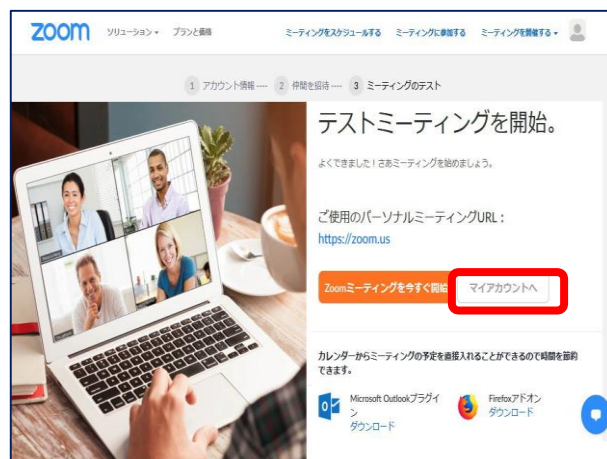 zoom ソリューション プランと価格 ミーティングをスケジュールする ミーティングに参加する ミーティングを開催する
1 アカウント情報 ---- 2 仲間を招待 ---- 3 ミーティングのテスト
テストミーティングを開始。
よくできました!さあミーティングを始めましょう。
ご使用のパーソナルミーティングURL:
https://zoom.us
Zoomミーティングを今すぐ開始 マイアカウントへ
カレンダーからミーティングの予定を直接入れることができるので時間を節約
できます。
Microsoft Outlookプラグイ
ン
ダウンロード
Firefoxアドオン
ダウンロード